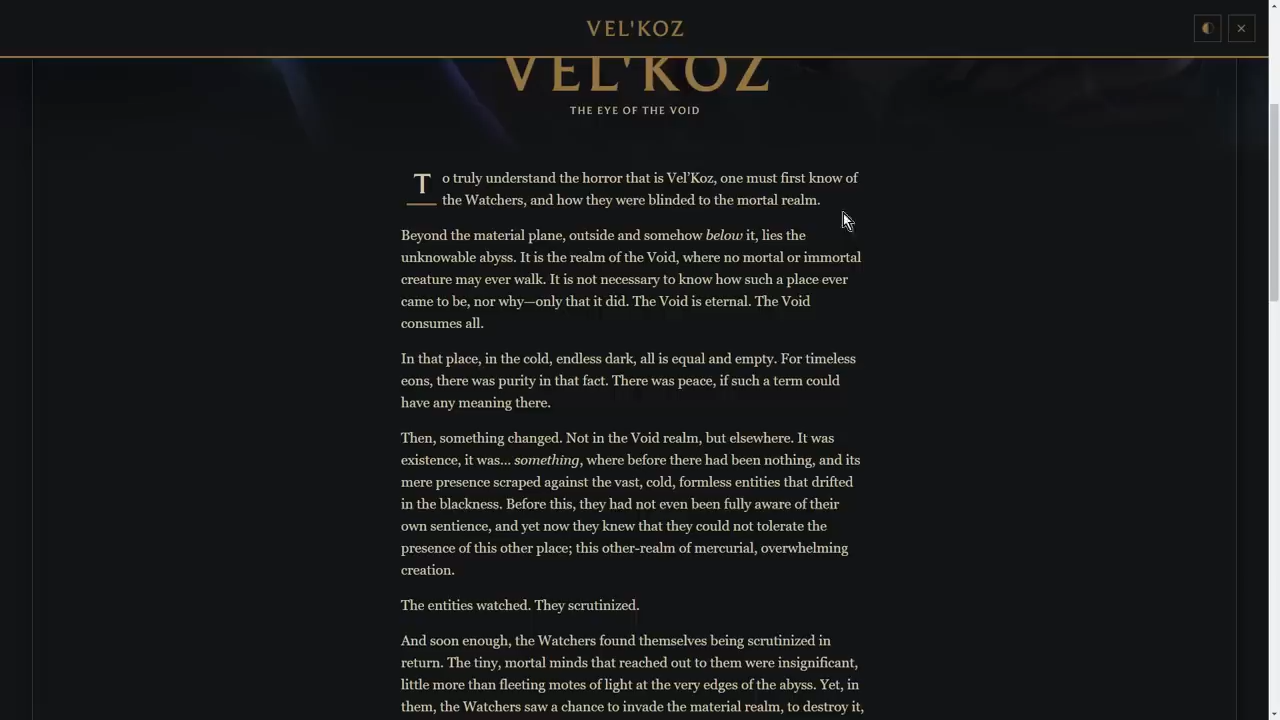 VEL'KOZ
VEL'KOZ
THE EYE OF THE VOID
To truly understand the horror that is Vel’Koz, one must first know of
the Watchers, and how they were blinded to the mortal realm.
Beyond the material plane, outside and somehow below it, lies the
unknowable abyss. It is the realm of the Void, where no mortal or immortal
creature may ever walk. It is not necessary to know how such a place ever
came to be, nor why—only that it did. The Void is eternal. The Void
consumes all.
In that place, in the cold, endless dark, all is equal and empty. For timeless
eons, there was purity in that fact. There was peace, if such a term could
have any meaning there.
Then, something changed. Not in the Void realm, but elsewhere. It was
existence, it was... something, where before there had been nothing, and its
mere presence scraped against the vast, cold, formless entities that drifted
in the blackness. Before this, they had not even been fully aware of their
own sentience, and yet now they knew that they could not tolerate the
presence of this other place; this other-realm of mercurial, overwhelming
creation.
The entities watched. They scrutinized.
And soon enough, the Watchers found themselves being scrutinized in
return. The tiny, mortal minds that reached out to them were insignificant,
little more than fleeting motes of light at the very edges of the abyss. Yet, in
them, the Watchers saw a chance to invade the material realm, to destroy it,